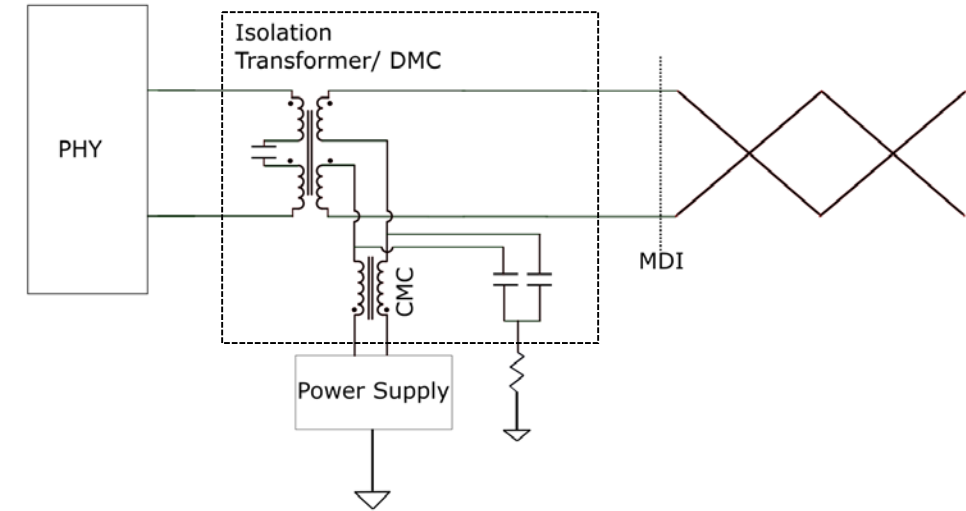 Isolation
Transformer/ DMC
PHY
MDI
CMC
Power Supply